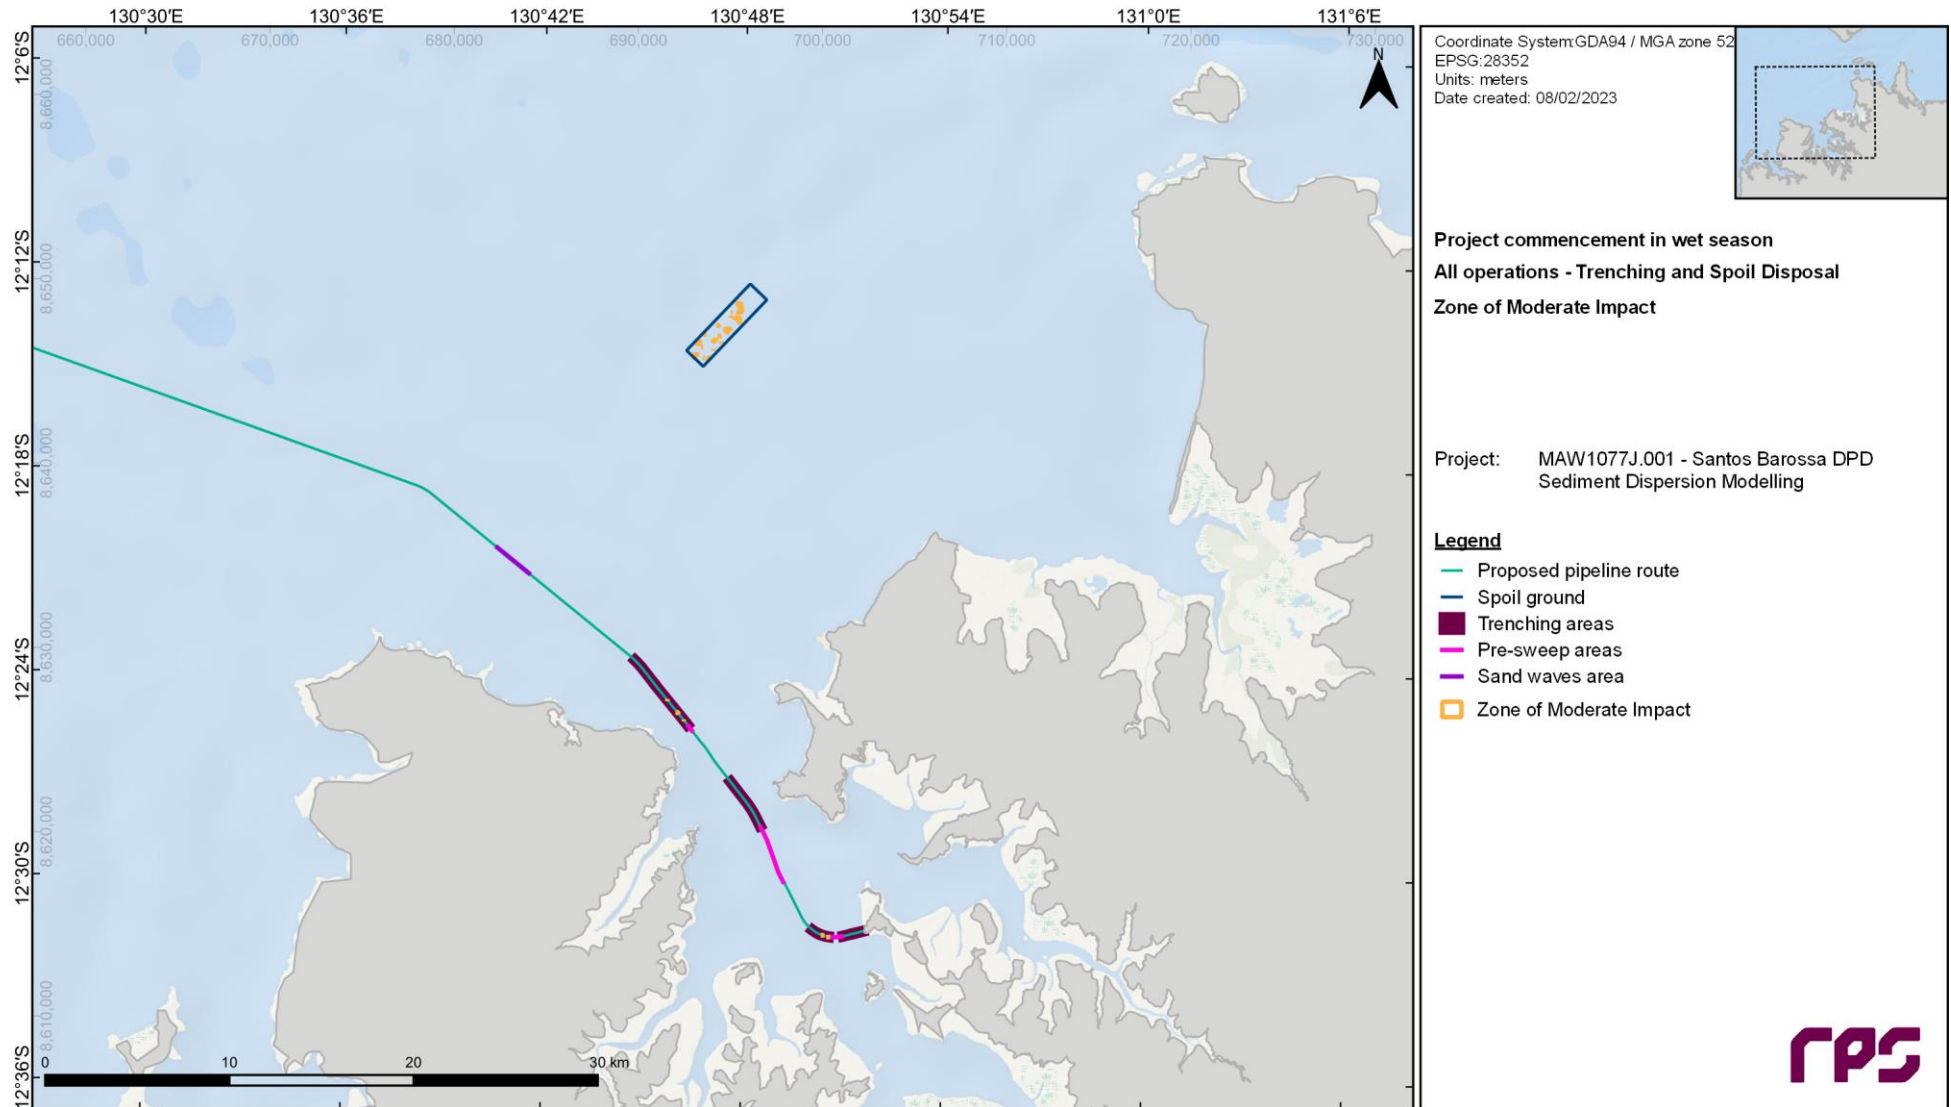 130°30'E 130°36'E 130°42'E 130°48'E 130°54'E 131°0'E 131°6'E
660,000 670,000 680,000 690,000 700,000 710,000 720,000 730,000
12°6'S
8,660,000
12°12'S
8,650,000
12°18'S
8,640,000
12°24'S
8,630,000
12°30'S
8,620,000
12°36'S
8,610,000
N
0 10 20 30 km
Coordinate System:GDA94 / MGA zone 52
EPSG:28352
Units: meters
Date created: 08/02/2023
Project commencement in wet season
All operations - Trenching and Spoil Disposal
Zone of Moderate Impact
Project: MAW1077J.001 - Santos Barossa DPD
Sediment Dispersion Modelling
Legend
Proposed pipeline route
Spoil ground
Trenching areas
Pre-sweep areas
Sand waves area
Zone of Moderate Impact
rps